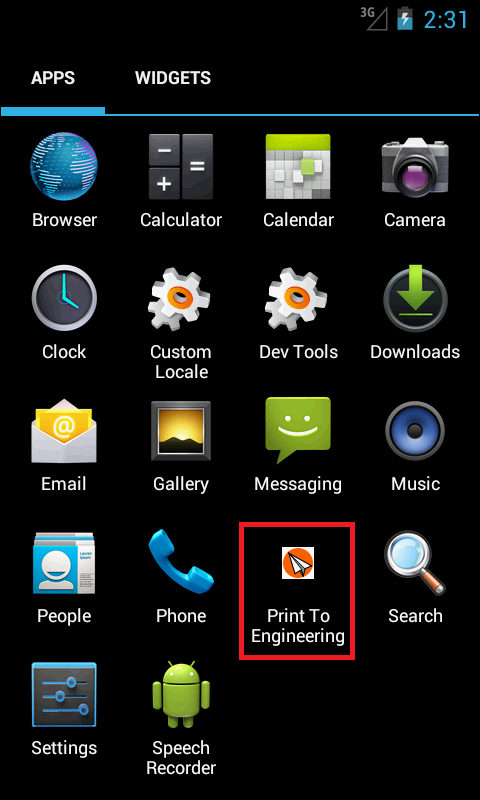 3G 2:31
APPS WIDGETS
Browser Calculator Calendar Camera
Clock Custom Locale Dev Tools Downloads
Email Gallery Messaging Music
People Phone Print To Engineering Search
Settings Speech Recorder